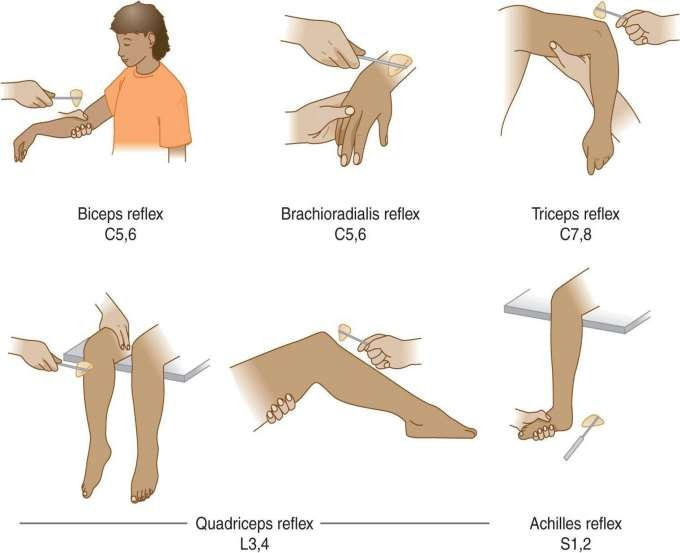 Biceps reflex
C5,6
Brachioradialis reflex
C5,6
Triceps reflex
C7,8
Quadriceps reflex
L3,4
Achilles reflex
S1,2